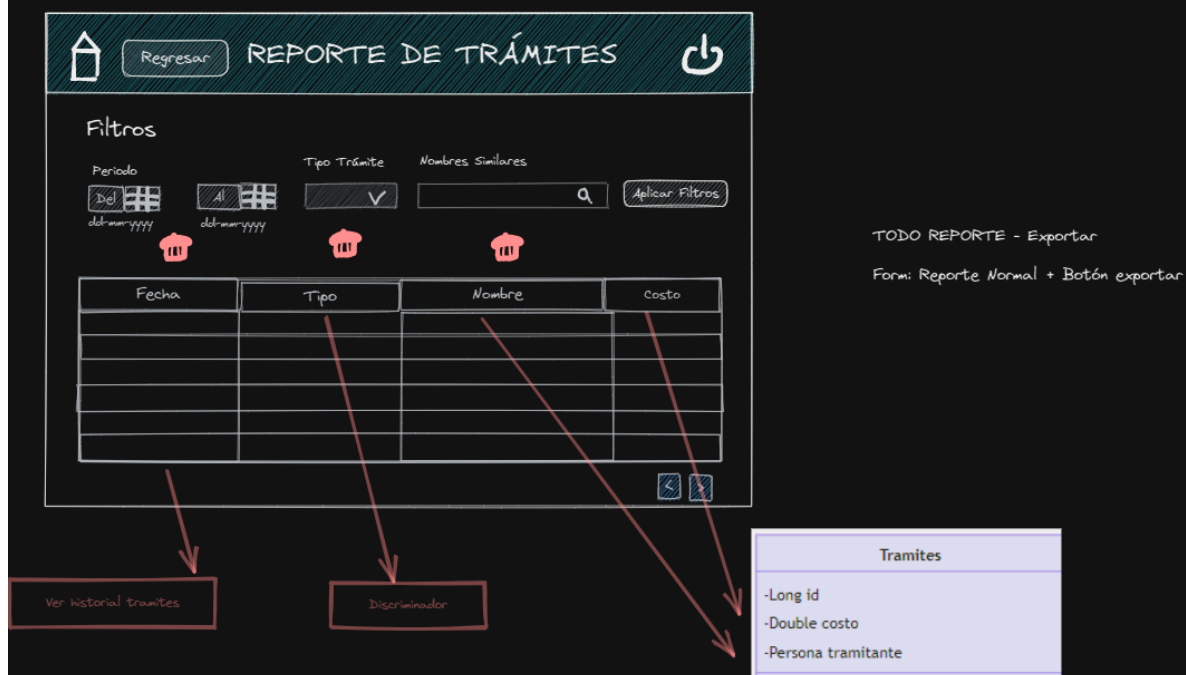 Regresar
REPORTE DE TRÁMITES
Filtros
Periodo
Tipo Trámite
Nombres Similares
Del
Al
Aplicar Filtros
dd-mm-yyyy
dd-mm-yyyy
TODO REPORTE - Exportar
Form: Reporte Normal + Botón exportar
Fecha
Tipo
Nombre
Costo
<
>
Ver historial tramites
Discriminador
Tramites
-Long id
-Double costo
-Persona tramitante